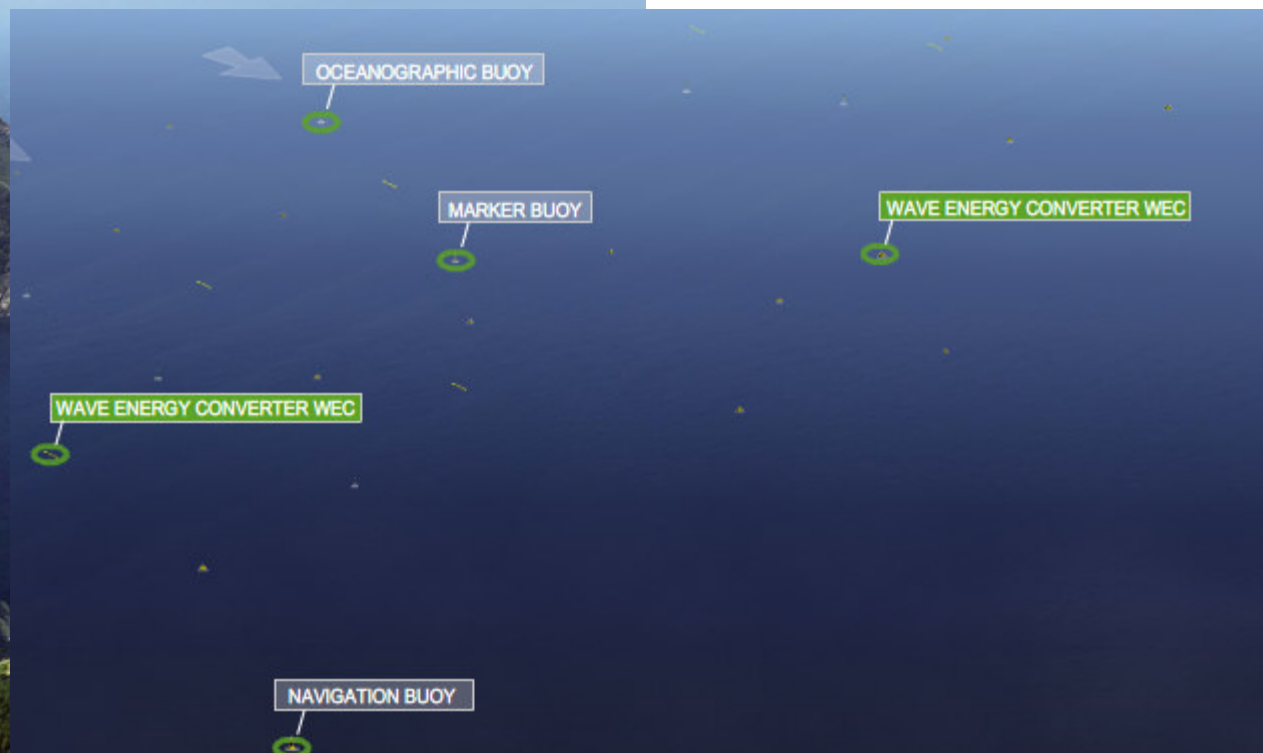 OCEANOGRAPHIC BUOY
MARKER BUOY
WAVE ENERGY CONVERTER WEC
WAVE ENERGY CONVERTER WEC
NAVIGATION BUOY